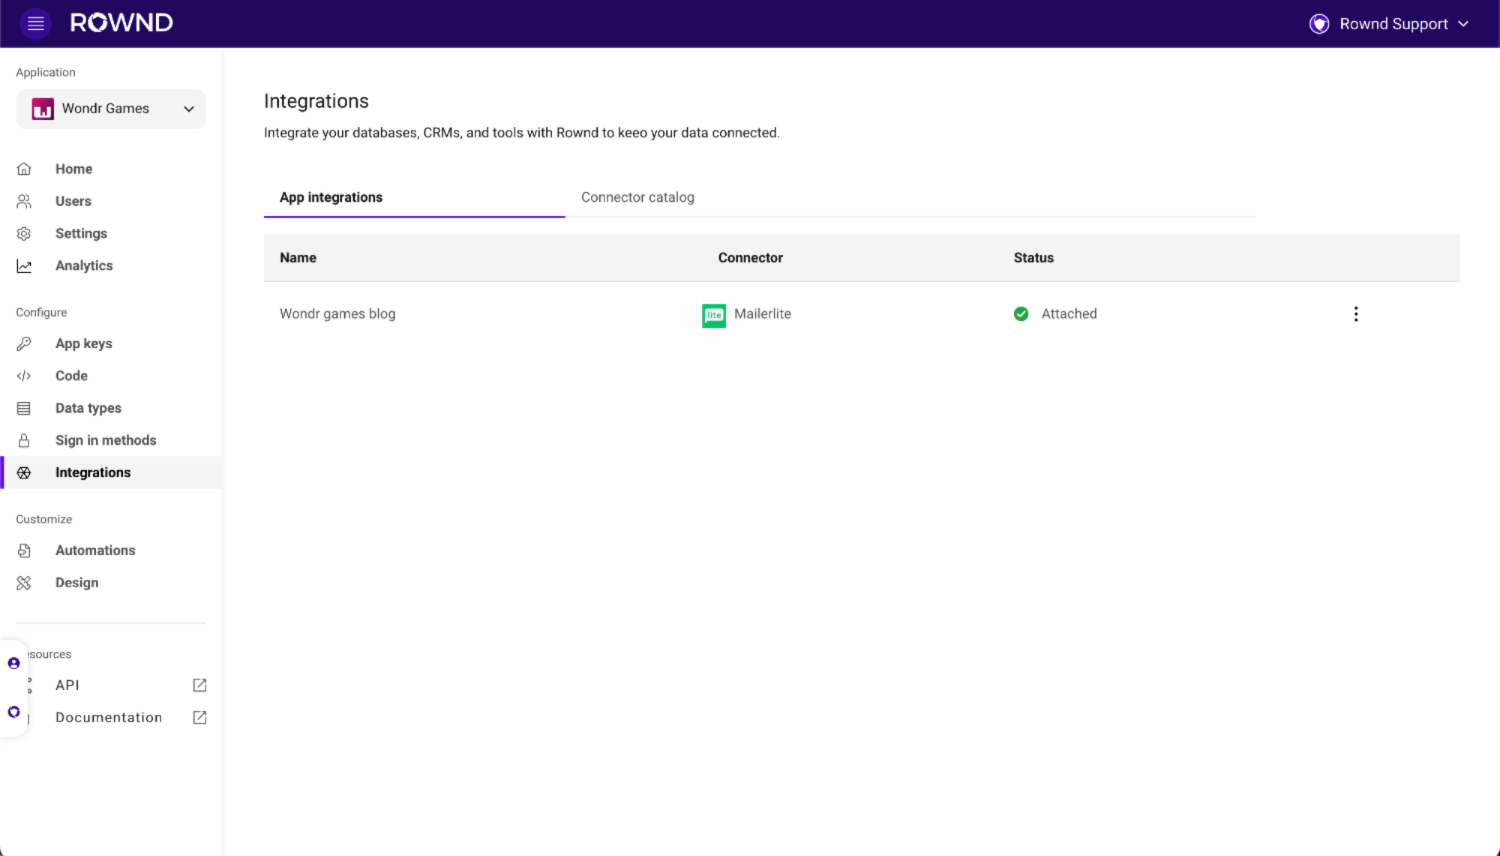 ROWND
Rownd Support
Application
Wondr Games
Home
Users
Settings
Analytics
Configure
App keys
Code
Data types
Sign in methods
Integrations
Customize
Automations
Design
esources
API
Documentation
Integrations
Integrate your databases, CRMs, and tools with Rownd to keeo your data connected.
App integrations Connector catalog
Name Connector Status
Wondr games blog lite Mailerlite Attached